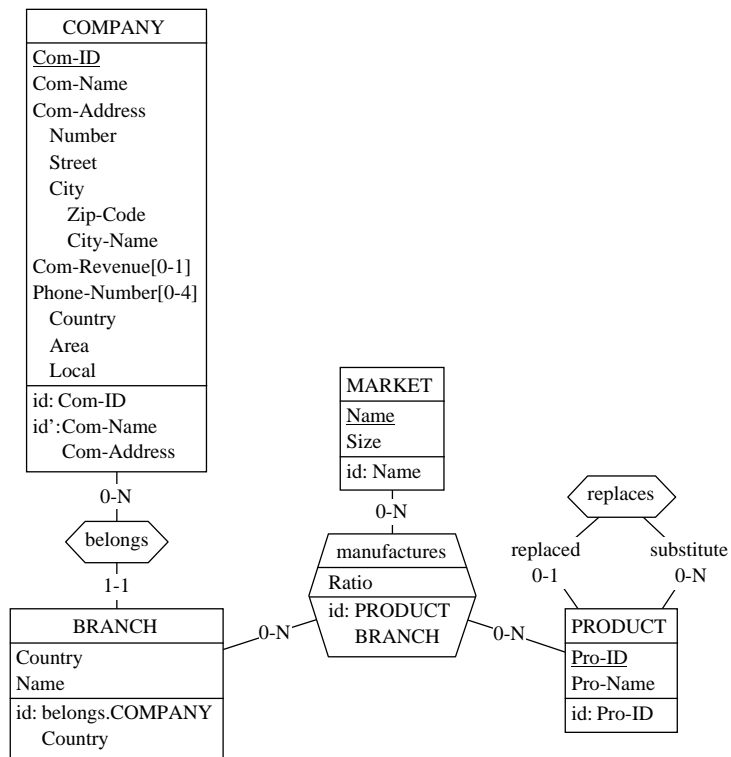 COMPANY
Com-ID
Com-Name
Com-Address
Number
Street
City
Zip-Code
City-Name
Com-Revenue[0-1]
Phone-Number[0-4]
Country
Area
Local
id: Com-ID
id’:Com-Name
Com-Address
0-N
belongs
1-1
BRANCH
Country
Name
id: belongs.COMPANY
Country
0-N
MARKET
Name
Size
id: Name
0-N
manufactures
Ratio
id: PRODUCT
BRANCH
0-N
replaces
replaced
0-1
substitute
0-N
PRODUCT
Pro-ID
Pro-Name
id: Pro-ID